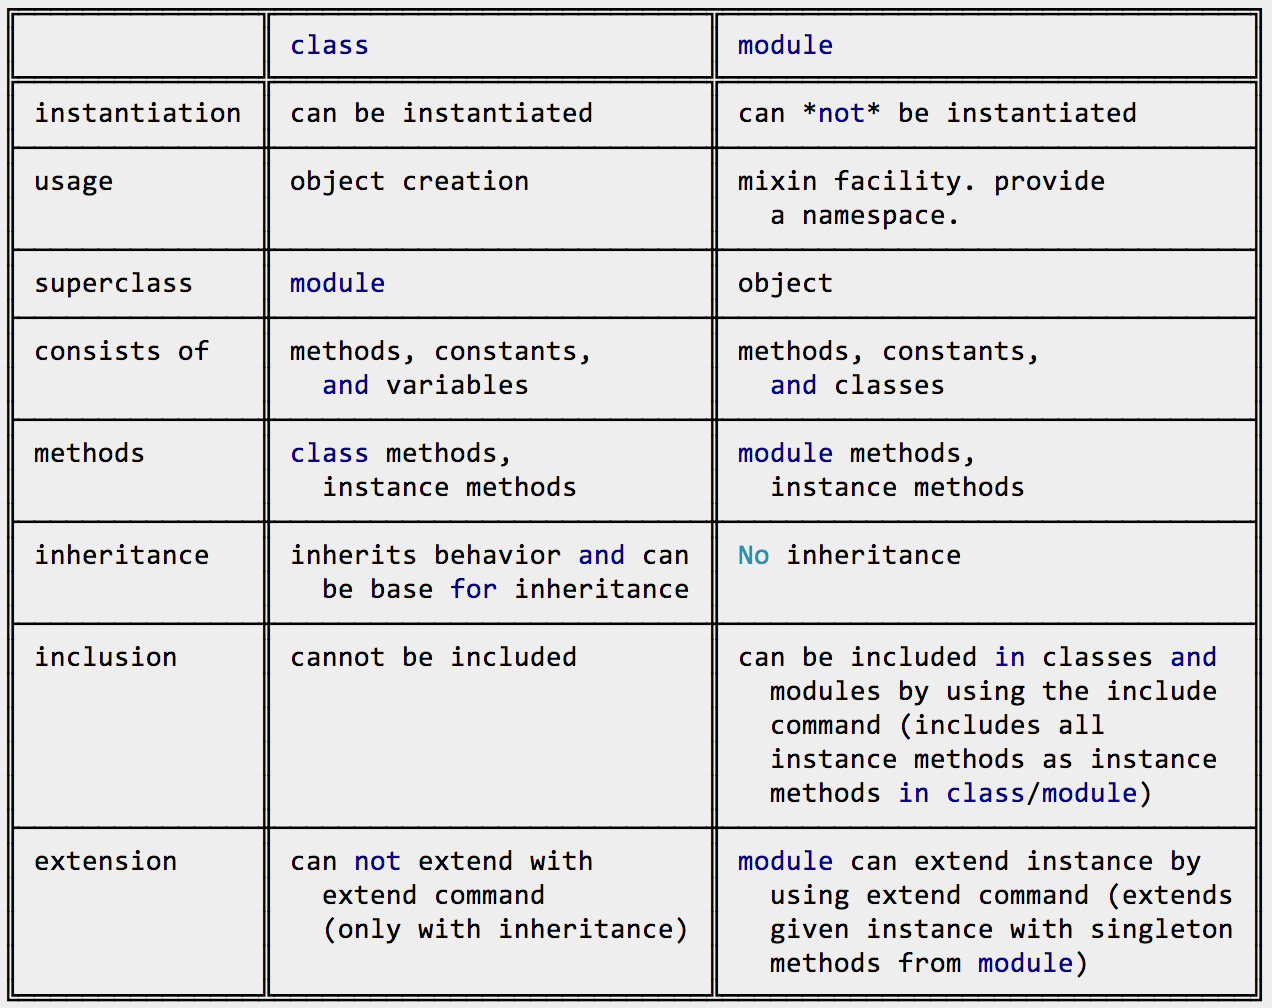 class module
instantiation can be instantiated can *not* be instantiated
usage object creation mixin facility. provide
a namespace.
superclass module object
consists of methods, constants, methods, constants,
and variables and classes
methods class methods, module methods,
instance methods instance methods
inheritance inherits behavior and can No inheritance
be base for inheritance
inclusion cannot be included can be included in classes and
modules by using the include
command (includes all
instance methods as instance
methods in class/module)
extension can not extend with module can extend instance by
extend command using extend command (extends
(only with inheritance) given instance with singleton
methods from module)